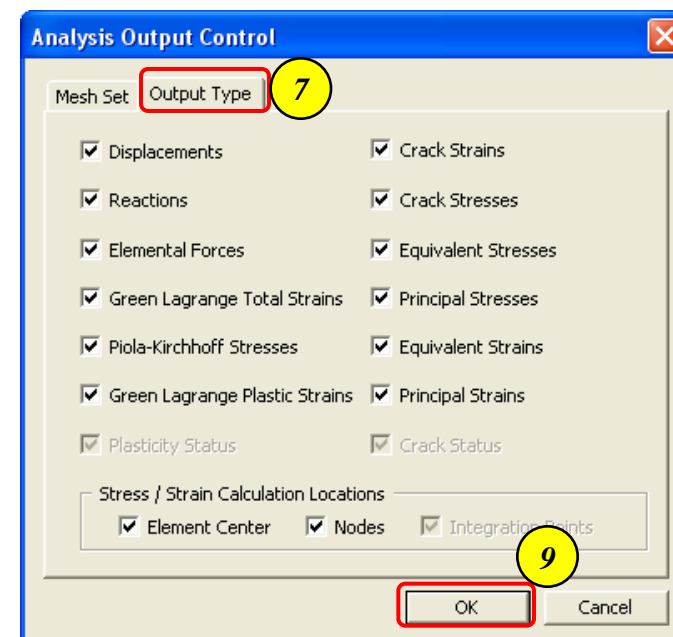 Analysis Output Control
Mesh Set Output Type 7
Displacements Crack Strains
Reactions Crack Stresses
Elemental Forces Equivalent Stresses
Green Lagrange Total Strains Principal Stresses
Piola-Kirchhoff Stresses Equivalent Strains
Green Lagrange Plastic Strains Principal Strains
Plasticity Status Crack Status
Stress / Strain Calculation Locations
Element Center Nodes Integration Points
9
OK Cancel